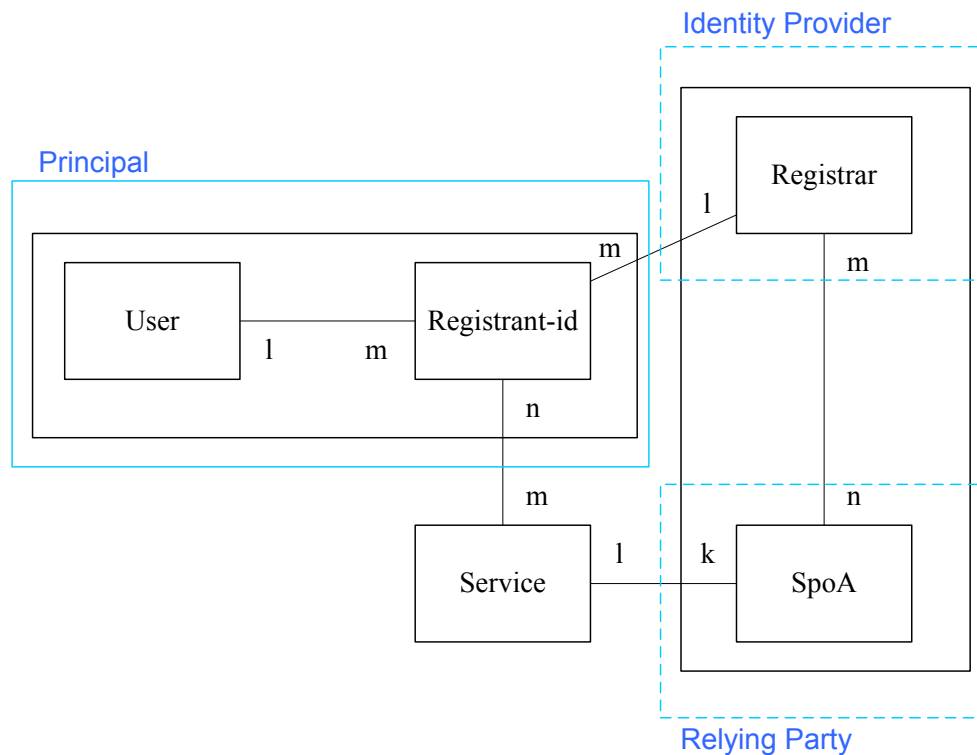 Identity Provider
Registrar
Principal
l
m
m
User
Registrant-id
l
m
n
m
n
Service
l
k
SpoA
Relying Party